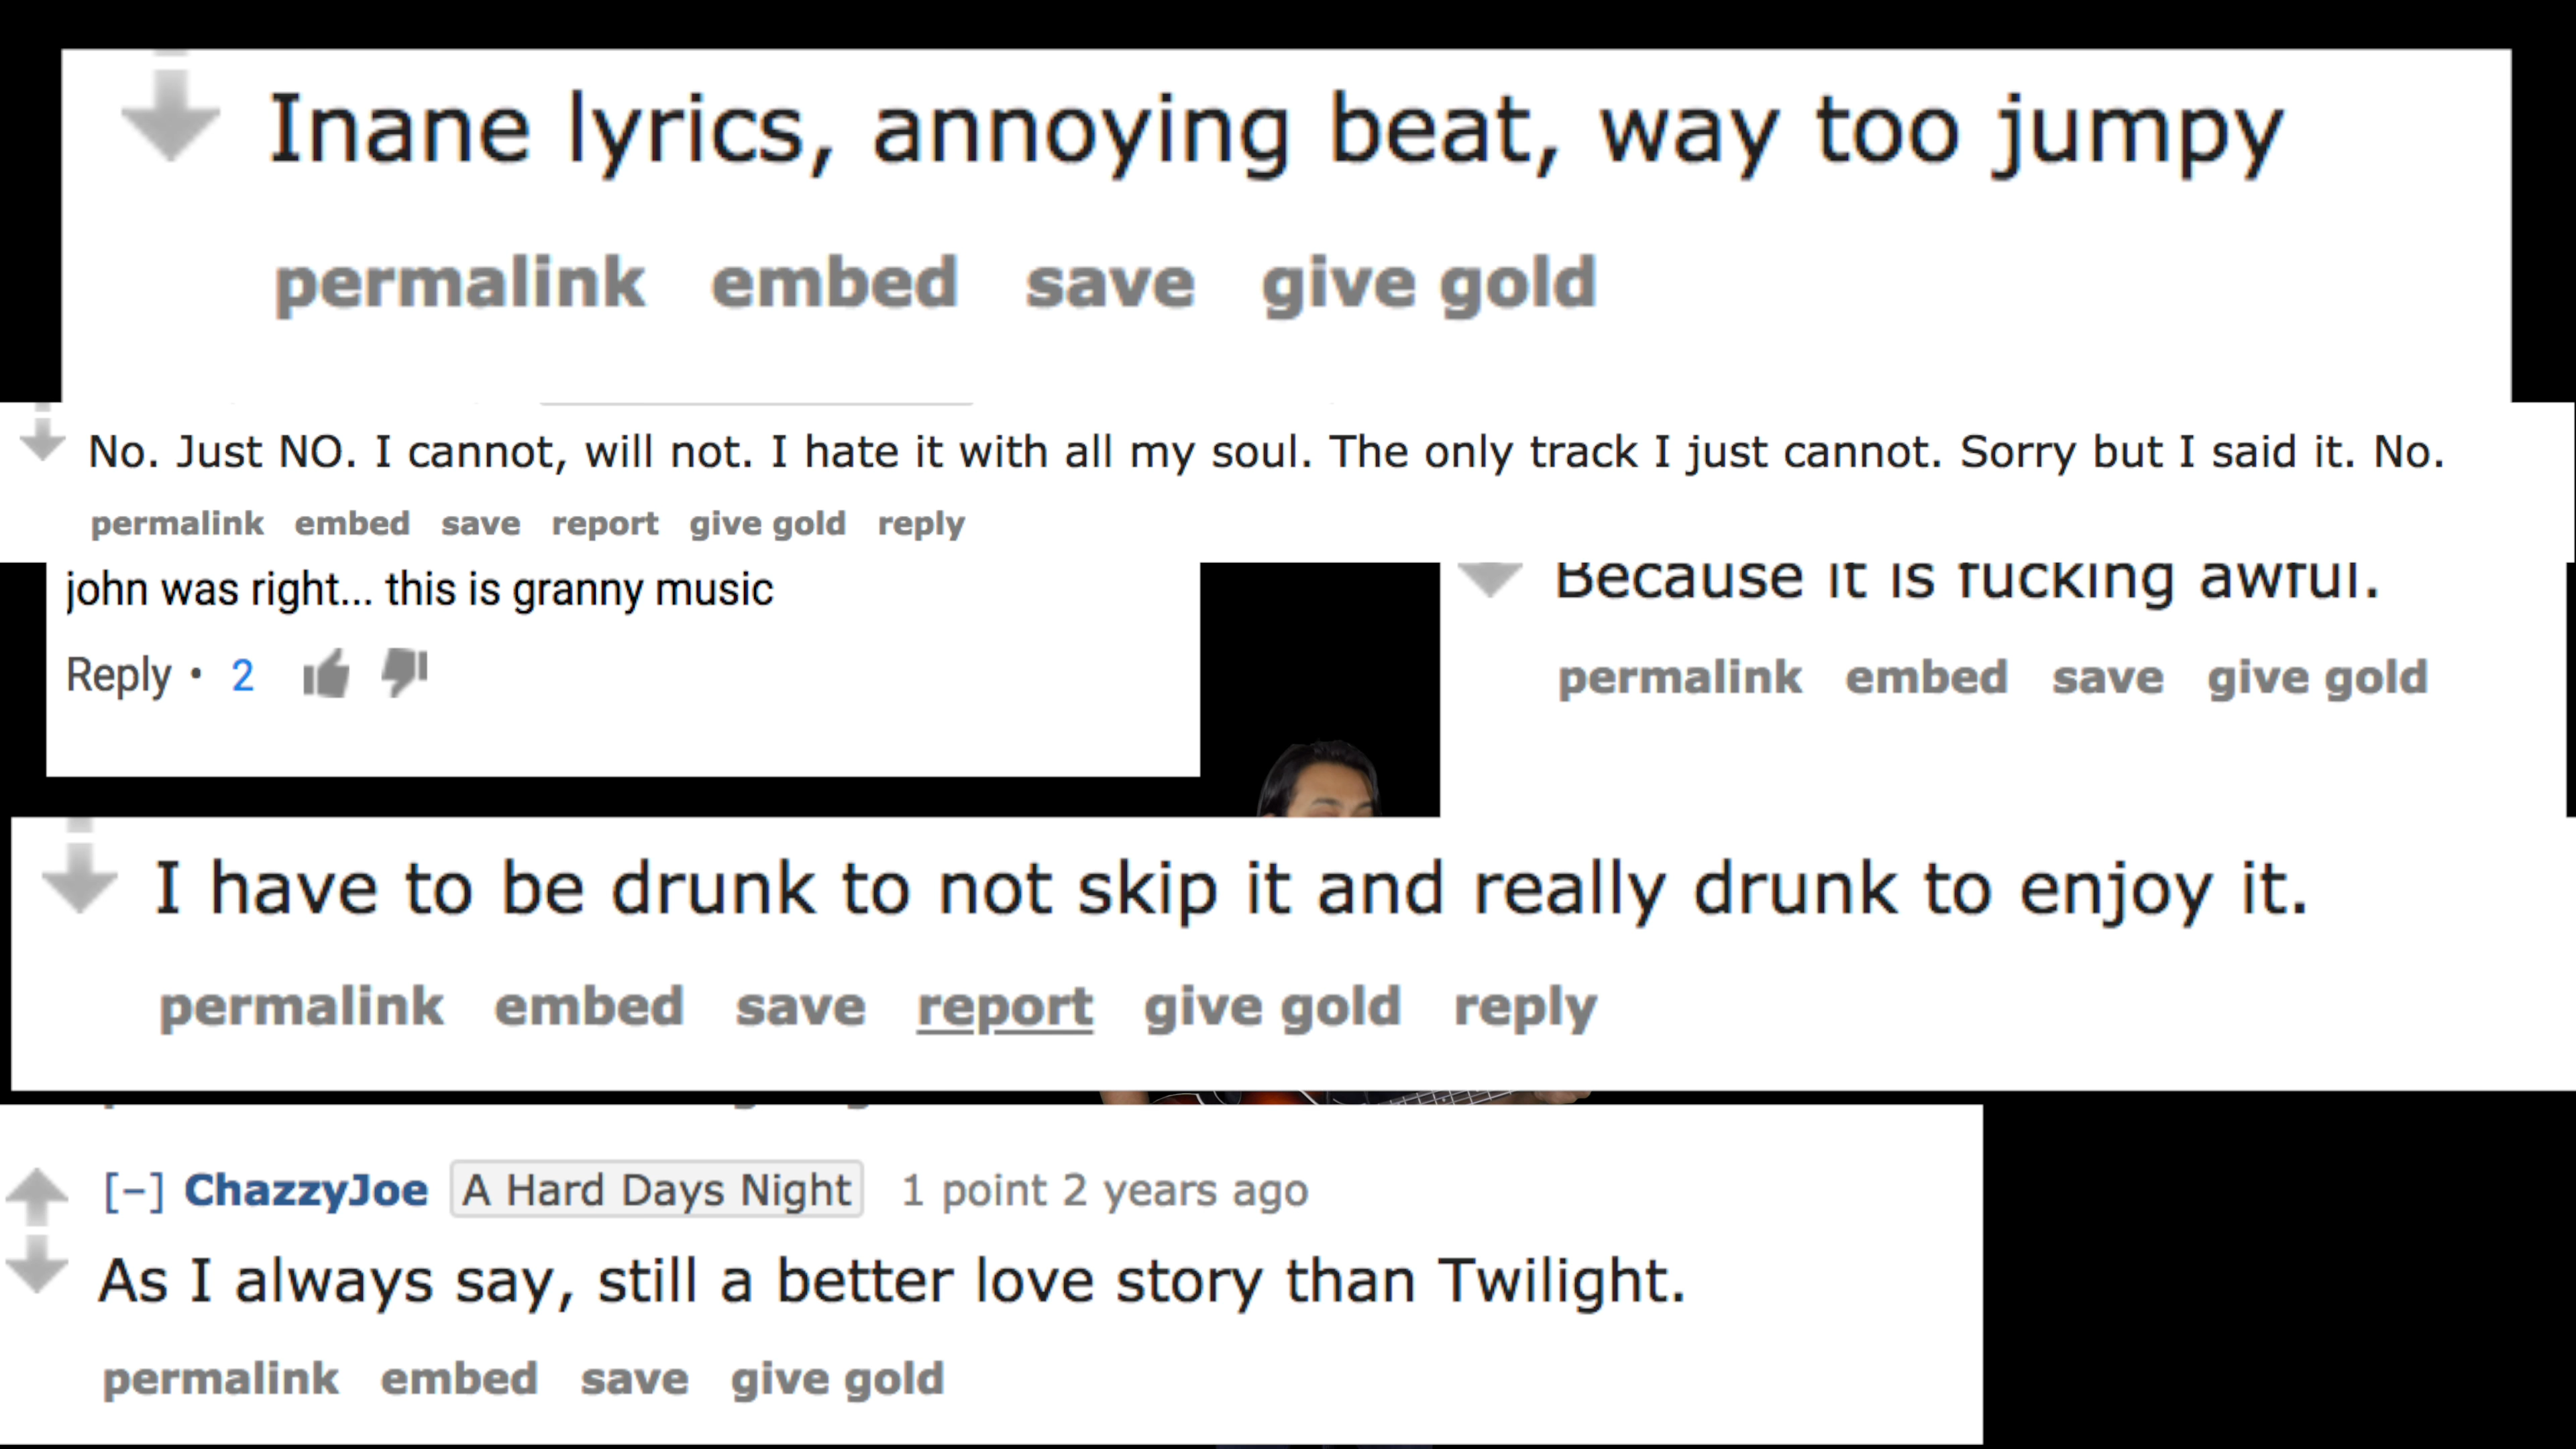 Inane lyrics, annoying beat, way too jumpy
permalink embed save give gold
No. Just NO. I cannot, will not. I hate it with all my soul. The only track I just cannot. Sorry but I said it. No.
permalink embed save report give gold reply
john was right... this is granny music
Reply • 2
Because it is fucking awful.
permalink embed save give gold
I have to be drunk to not skip it and really drunk to enjoy it.
permalink embed save report give gold reply
[–] ChazzyJoe A Hard Days Night 1 point 2 years ago
As I always say, still a better love story than Twilight.
permalink embed save give gold